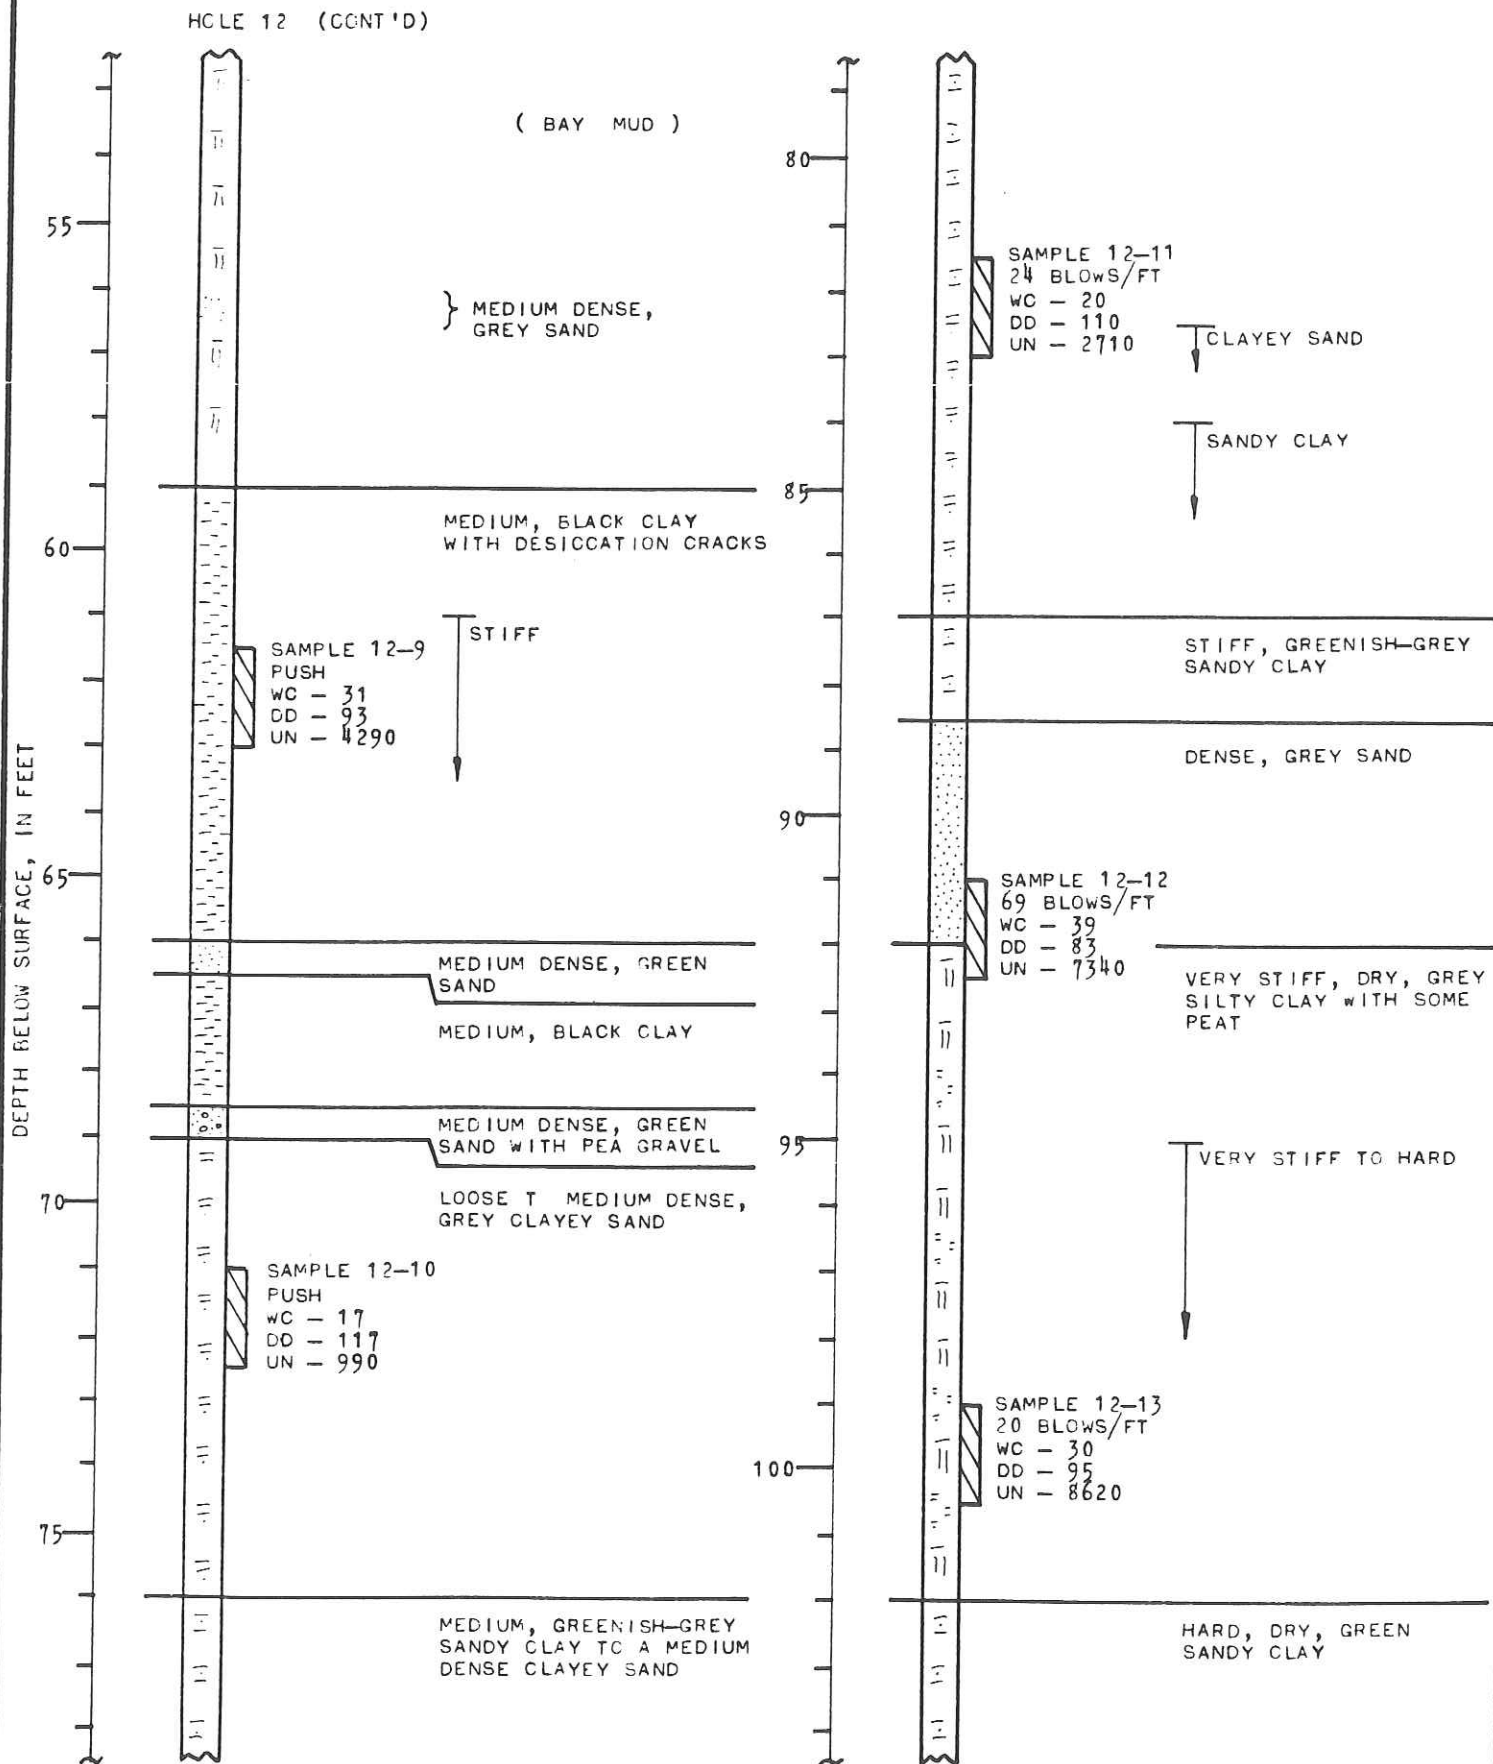 HOLE 12 (CONT'D)
DEPTH BELOW SURFACE, IN FEET
( BAY MUD )
55
} MEDIUM DENSE,
GREY SAND
MEDIUM, BLACK CLAY
WITH DESICCATION CRACKS
60
STIFF
SAMPLE 12-9
PUSH
WC - 31
DD - 93
UN - 4290
65
MEDIUM DENSE, GREEN
SAND
MEDIUM, BLACK CLAY
MEDIUM DENSE, GREEN
SAND WITH PEA GRAVEL
70
LOOSE T MEDIUM DENSE,
GREY CLAYEY SAND
SAMPLE 12-10
PUSH
WC - 17
DD - 117
UN - 990
75
MEDIUM, GREENISH-GREY
SANDY CLAY TO A MEDIUM
DENSE CLAYEY SAND
80
SAMPLE 12-11
24 BLOWS/FT
WC - 20
DD - 110
UN - 2710
CLAYEY SAND
SANDY CLAY
85
STIFF, GREENISH-GREY
SANDY CLAY
DENSE, GREY SAND
90
SAMPLE 12-12
69 BLOWS/FT
WC - 39
DD - 83
UN - 7340
VERY STIFF, DRY, GREY
SILTY CLAY WITH SOME
PEAT
95
VERY STIFF TO HARD
SAMPLE 12-13
20 BLOWS/FT
WC - 30
DD - 95
UN - 8620
100
HARD, DRY, GREEN
SANDY CLAY